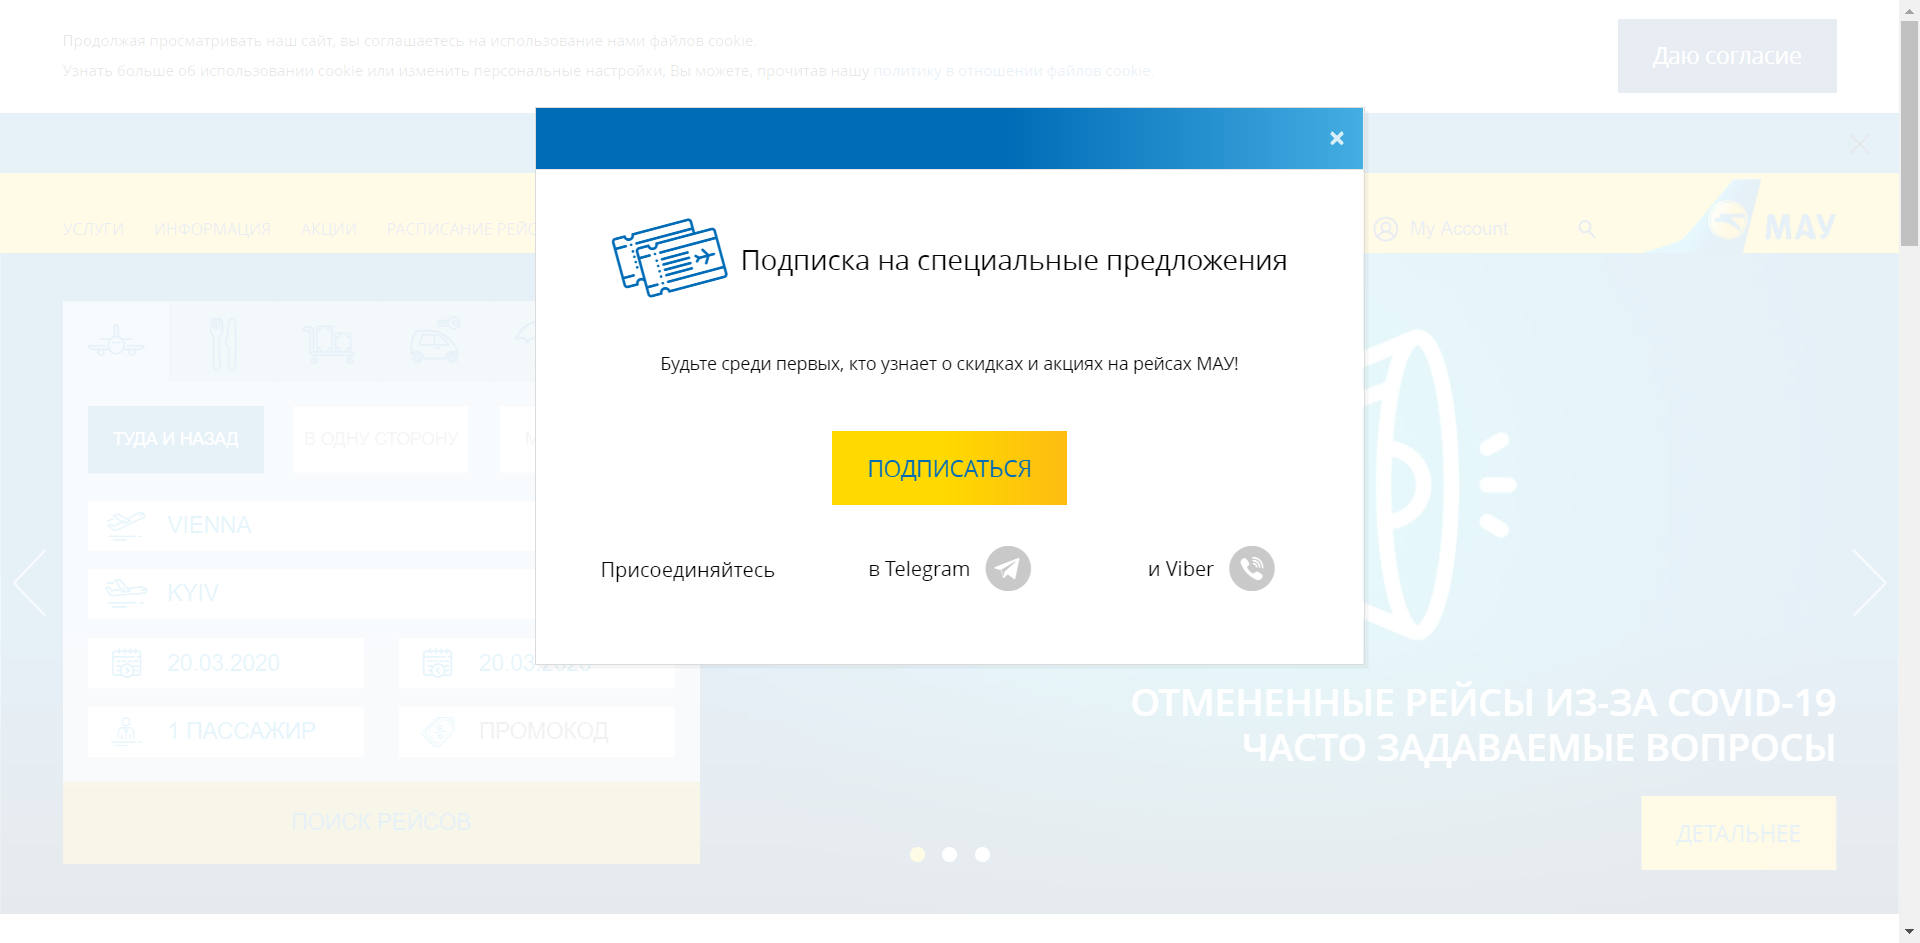 Продолжая просматривать наш сайт, вы соглашаетесь на использование нами файлов cookie.
Узнать больше об использовании cookie или изменить персональные настройки, Вы можете, прочитав нашу политику в отношении файлов cookie.
Даю согласие
×
УСЛУГИ
ИНФОРМАЦИЯ
АКЦИИ
РАСПИСАНИЕ
My Account
МАУ
Подписка на специальные предложения
Будьте среди первых, кто узнает о скидках и акциях на рейсах МАУ!
ПОДПИСАТЬСЯ
Присоединяйтесь
в Telegram
и Viber
ТУДА И НАЗАД
В ОДНУ СТОРОНУ
VIENNA
KYIV
20.03.2020
20.03.2020
1 ПАССАЖИР
ПРОМОКОД
ПОИСК РЕЙСОВ
ОТМЕНЕННЫЕ РЕЙСЫ ИЗ-ЗА COVID-19
ЧАСТО ЗАДАВАЕМЫЕ ВОПРОСЫ
ДЕТАЛЬНЕЕ